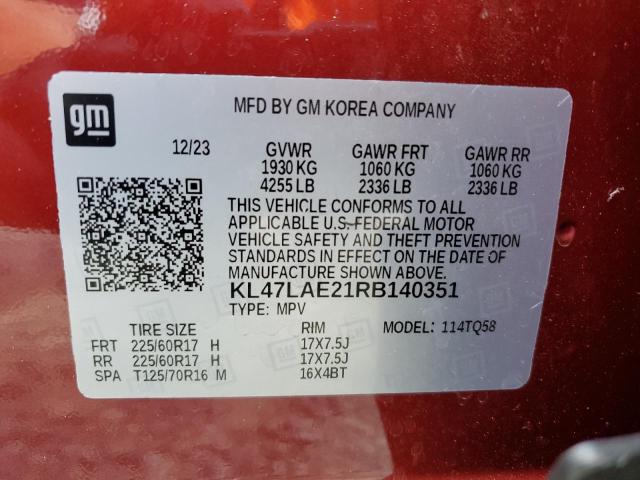 gm
MFD BY GM KOREA COMPANY
12/23 GVWR GAWR FRT GAWR RR
1930 KG 1060 KG 1060 KG
4255 LB 2336 LB 2336 LB
THIS VEHICLE CONFORMS TO ALL
APPLICABLE U.S. FEDERAL MOTOR
VEHICLE SAFETY AND THEFT PREVENTION
STANDARDS IN EFFECT ON THE DATE OF
MANUFACTURE SHOWN ABOVE.
KL47LAE21RB140351
TYPE: MPV MODEL: 114TQ58
TIRE SIZE RIM
FRT 225/60R17 H 17X7.5J
RR 225/60R17 H 17X7.5J
SPA T125/70R16 M 16X4BT